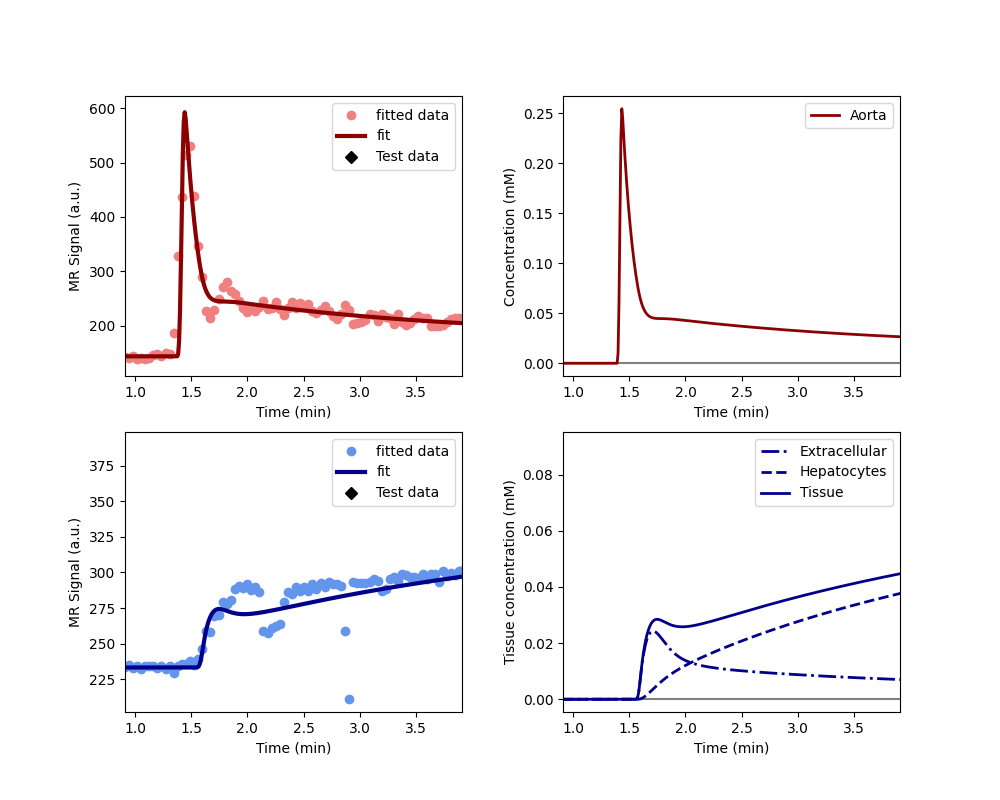 600
500
400
300
200
MR Signal (a.u.)
1.0 1.5 2.0 2.5 3.0 3.5
Time (min)
fitted data
fit
Test data
0.25
0.20
0.15
0.10
0.05
0.00
Concentration (mM)
1.0 1.5 2.0 2.5 3.0 3.5
Time (min)
Aorta
375
350
325
300
275
250
225
MR Signal (a.u.)
1.0 1.5 2.0 2.5 3.0 3.5
Time (min)
fitted data
fit
Test data
0.08
0.06
0.04
0.02
0.00
Tissue concentration (mM)
1.0 1.5 2.0 2.5 3.0 3.5
Time (min)
Extracellular
Hepatocytes
Tissue